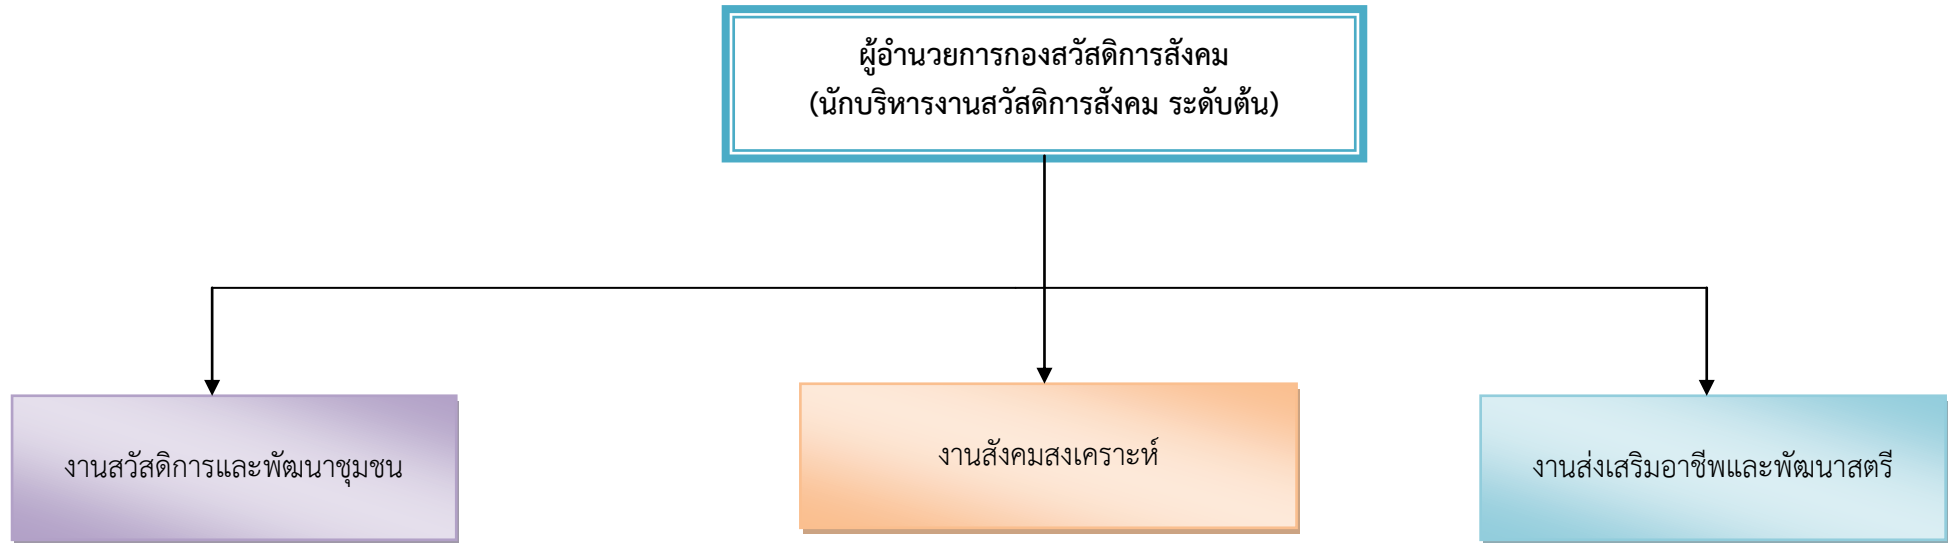 ผู้อำนวยการกองสวัสดิการสังคม
(นักบริหารงานสวัสดิการสังคม ระดับต้น)
งานสวัสดิการและพัฒนาชุมชน
งานสังคมสงเคราะห์
งานส่งเสริมอาชีพและพัฒนาสตรี